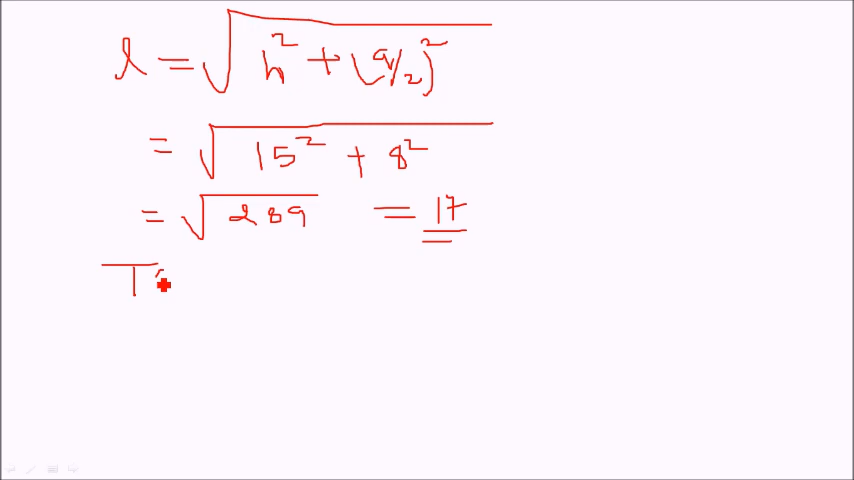 l = √h² + (a/2)²
= √15² + 8²
= √289 = 17
T